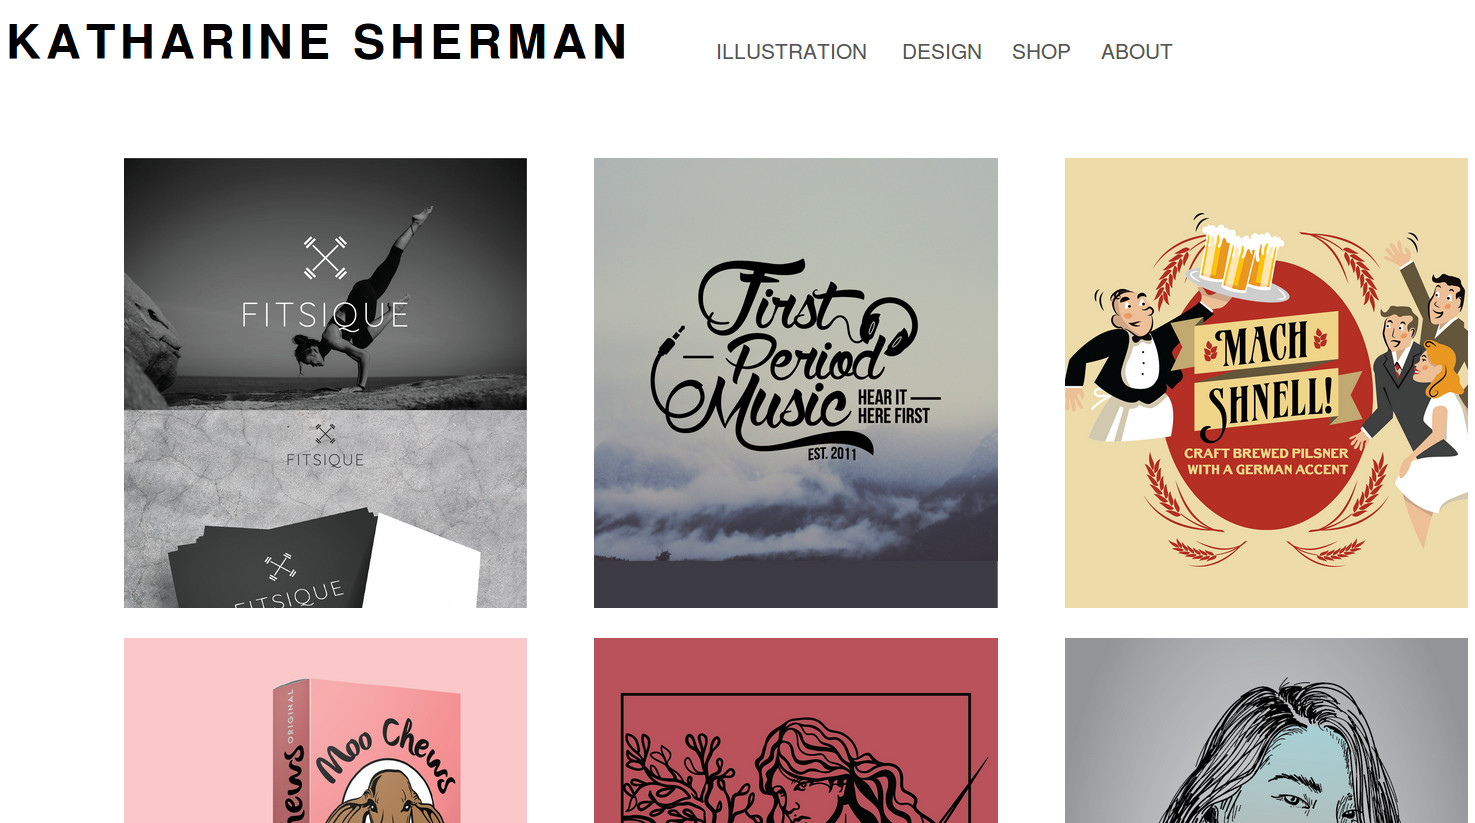 KATHARINE SHERMAN
ILLUSTRATION DESIGN SHOP ABOUT
FITSIQUE
FITSIQUE
FITSIQUE
First
Period
Music
HEAR IT
HERE FIRST
EST. 2011
MACH
SHNELL!
CRAFT BREWED PILSNER
WITH A GERMAN ACCENT
ORIGINAL
Moo Chews